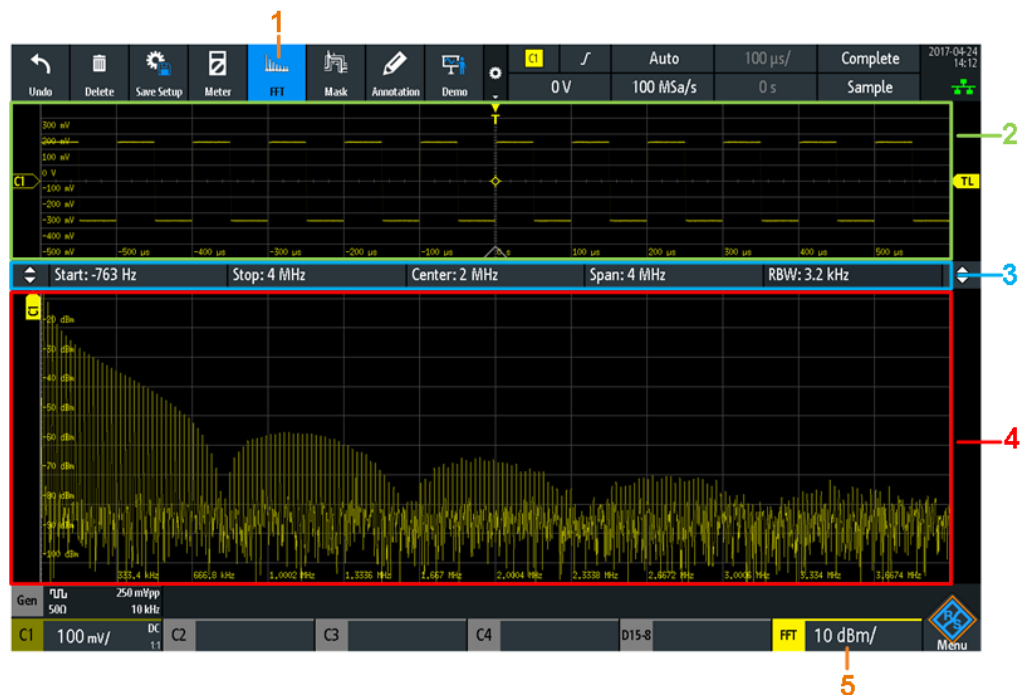 1
Undo Delete Save Setup Meter FFT Mask Annotation Demo
C1 Auto 100 µs/ Complete 2017-04-24
14:12
0 V 100 MSa/s 0 s Sample
T
300 mV
200 mV
100 mV
0 V
C1
TL
-100 mV
-200 mV
-300 mV
-400 mV
-500 mV -500 µs -400 µs -300 µs -200 µs -100 µs 0 s 100 µs 200 µs 300 µs 400 µs 500 µs
2
Start: -763 Hz Stop: 4 MHz Center: 2 MHz Span: 4 MHz RBW: 3.2 kHz
3
C1
-20 dBm
-30 dBm
-40 dBm
-50 dBm
-60 dBm
-70 dBm
-80 dBm
-90 dBm
-100 dBm
4
333,4 kHz 666,8 kHz 1,0002 MHz 1,3336 MHz 1,667 MHz 2,0004 MHz 2,3338 MHz 2,6672 MHz 3,0006 MHz 3,334 MHz 3,6674 MHz
Gen 250 mVpp
50Ω 10 kHz
C1 100 mV/ DC
1:1
C2 C3 C4 D15-8 FFT 10 dBm/
R/S
Menu
5